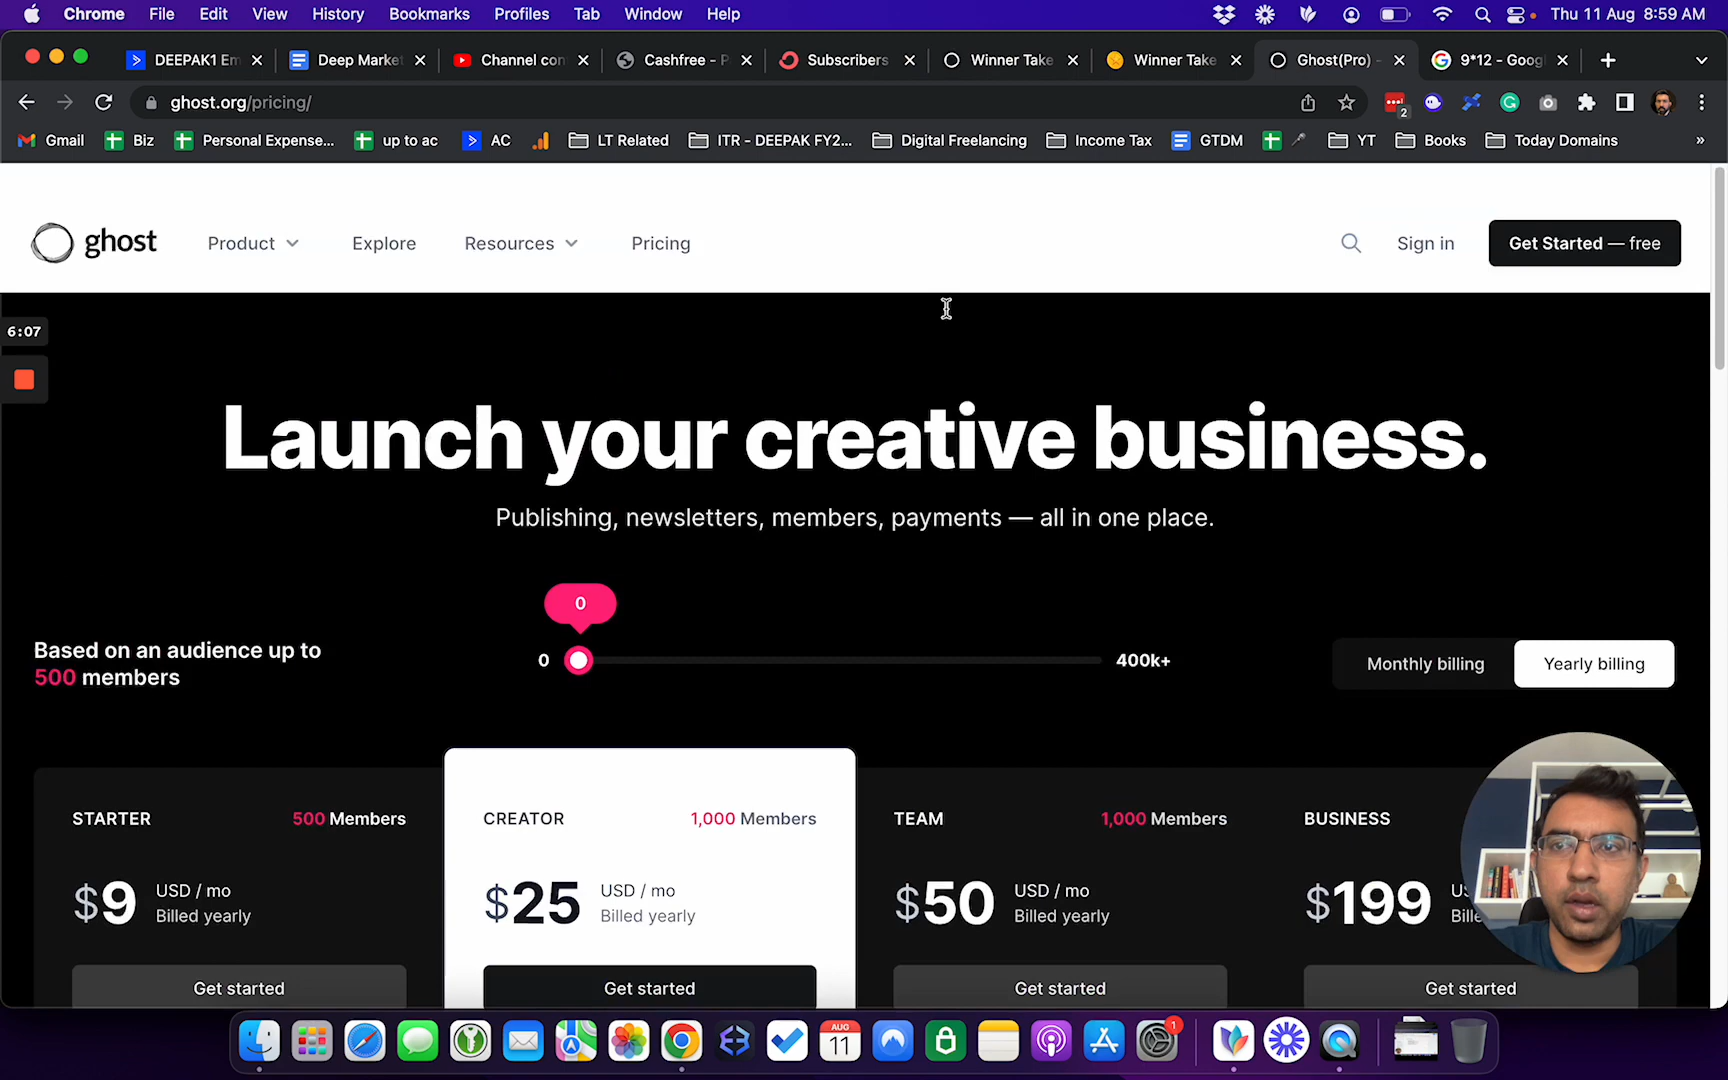 Chrome File Edit View History Bookmarks Profiles Tab Window Help Thu 11 Aug 8:59 AM
DEEPAK1 Em Deep Market Channel con Cashfree - P Subscribers Winner Take Winner Take Ghost(Pro) - 9*12 - Goog
ghost.org/pricing/ 2
Gmail Biz Personal Expense... up to ac AC LT Related ITR - DEEPAK FY2... Digital Freelancing Income Tax GTDM YT Books Today Domains »
ghost Product Explore Resources Pricing Sign in Get Started — free
6:07
Launch your creative business.
Publishing, newsletters, members, payments — all in one place.
0
Based on an audience up to
500 members
0 400k+
Monthly billing Yearly billing
STARTER 500 Members CREATOR 1,000 Members TEAM 1,000 Members BUSINESS
$9 USD / mo $25 USD / mo $50 USD / mo $199
Billed yearly Billed yearly Billed yearly
Get started Get started Get started Get started
AUG
11
1